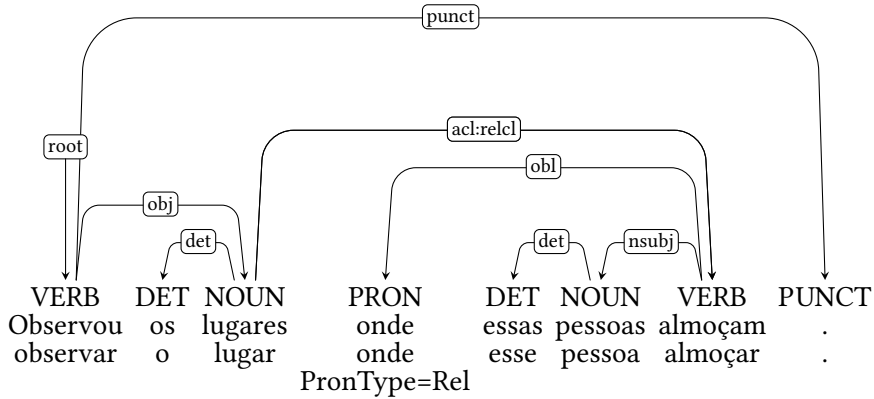 punct
acl:relcl
root
obl
obj
det det nsubj
VERB DET NOUN PRON DET NOUN VERB PUNCT
Observou os lugares onde essas pessoas almoçam .
observar o lugar onde esse pessoa almoçar .
PronType=Rel